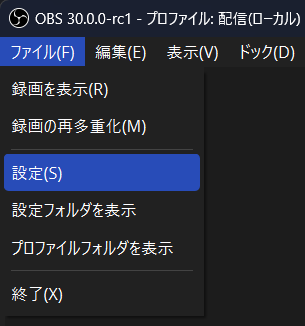 OBS 30.0.0-rc1 - プロファイル: 配信(ローカル)
ファイル(F) 編集(E) 表示(V) ドック(D)
録画を表示(R)
録画の再多重化(M)
設定(S)
設定フォルダを表示
プロファイルフォルダを表示
終了(X)